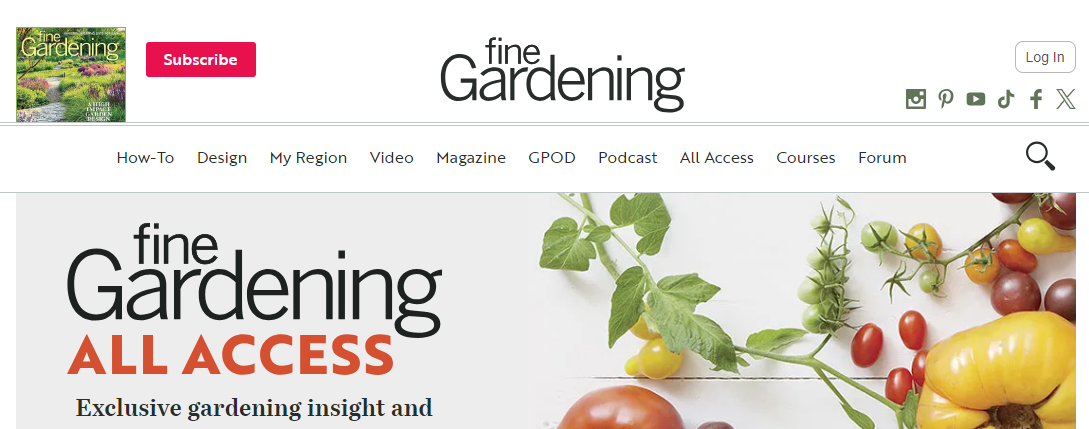 fine
Gardening
A HIGH
IMPACT
GARDEN
DESIGN
Subscribe
fine
Gardening
Log In
How-To Design My Region Video Magazine GPOD Podcast All Access Courses Forum
fine
Gardening
ALL ACCESS
Exclusive gardening insight and